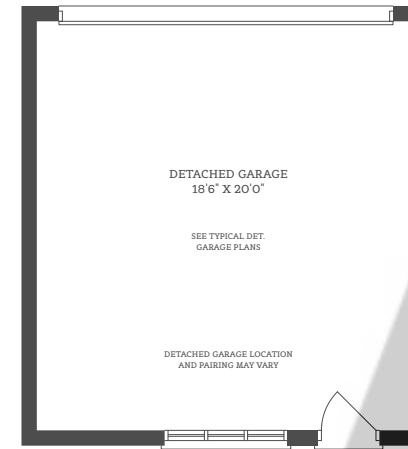 DETACHED GARAGE
18'6" X 20'0"
SEE TYPICAL DET.
GARAGE PLANS
DETACHED GARAGE LOCATION
AND PAIRING MAY VARY